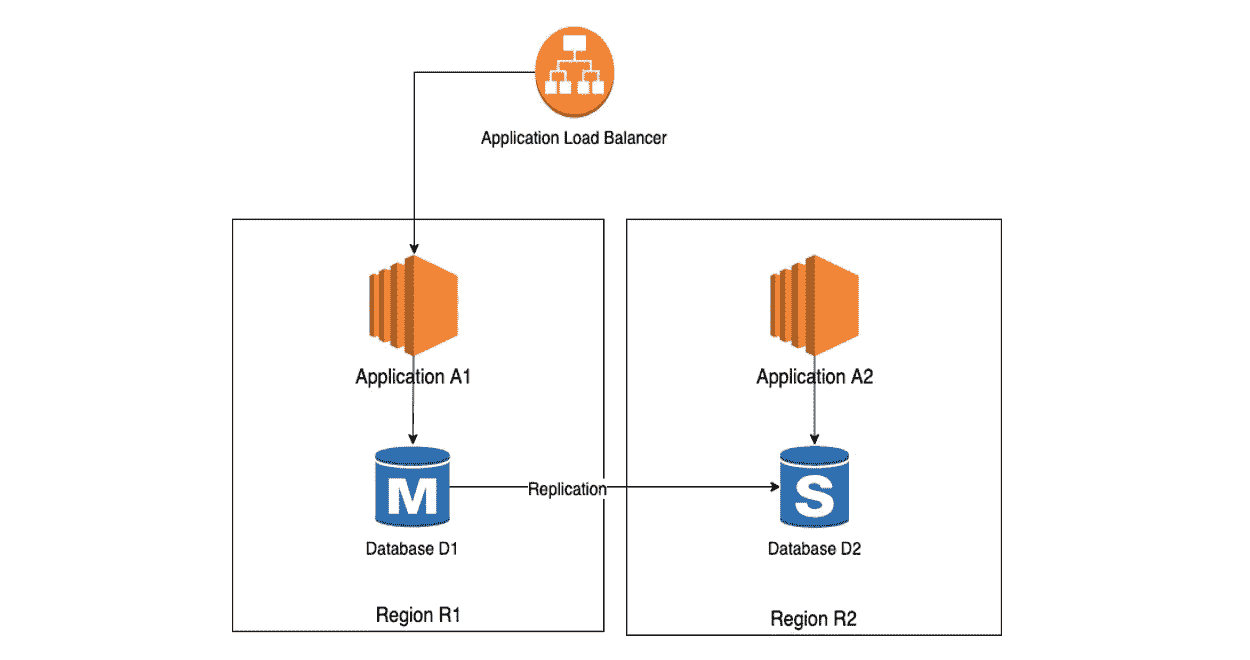 Application Load Balancer
Application A1
Application A2
M
Replication
S
Database D1
Database D2
Region R1
Region R2